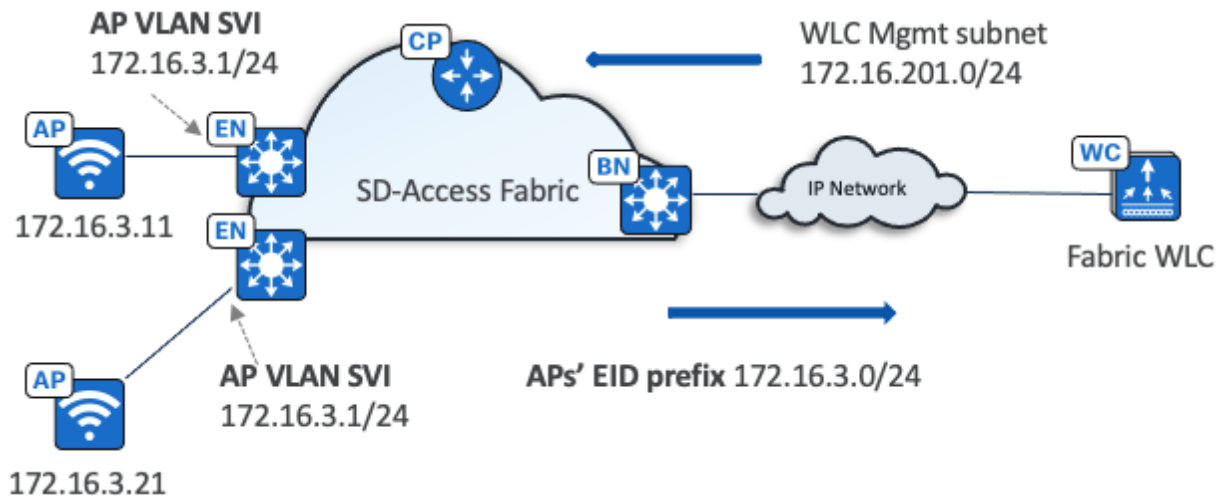 AP VLAN SVI
172.16.3.1/24
CP
WLC Mgmt subnet
172.16.201.0/24
AP
EN
172.16.3.11
SD-Access Fabric
BN
IP Network
WC
Fabric WLC
EN
AP
172.16.3.21
AP VLAN SVI
172.16.3.1/24
APs’ EID prefix 172.16.3.0/24